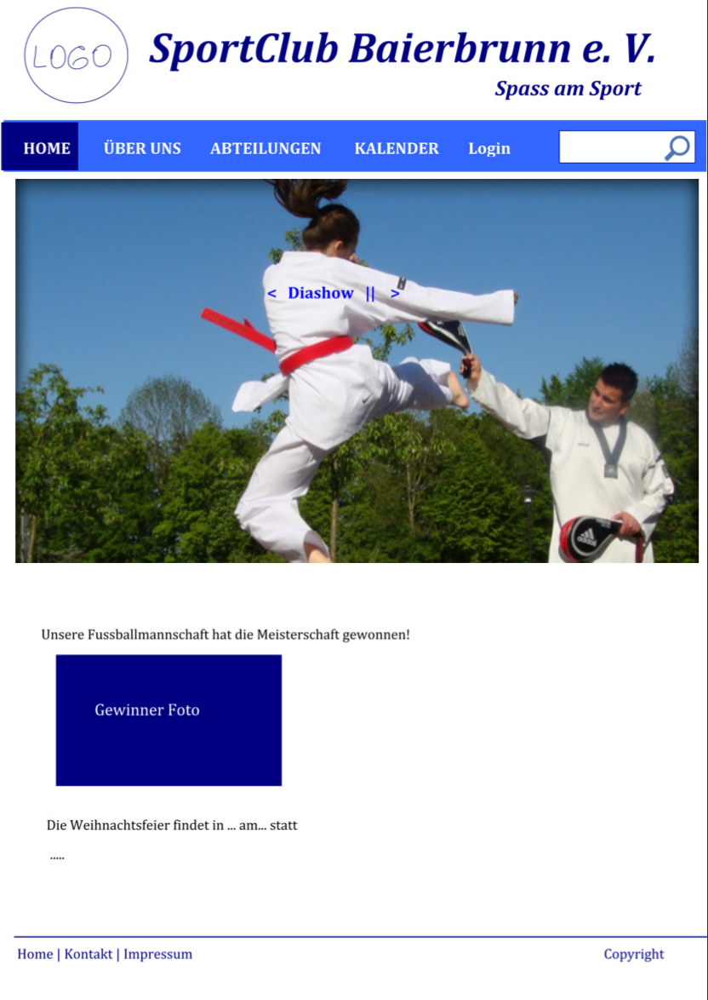 LOGO
SportClub Baierbrunn e. V.
Spass am Sport
HOME ÜBER UNS ABTEILUNGEN KALENDER Login
< Diashow || >
adidas
Unsere Fussballmannschaft hat die Meisterschaft gewonnen!
Gewinner Foto
Die Weihnachtsfeier findet in ... am... statt
.....
Home | Kontakt | Impressum Copyright